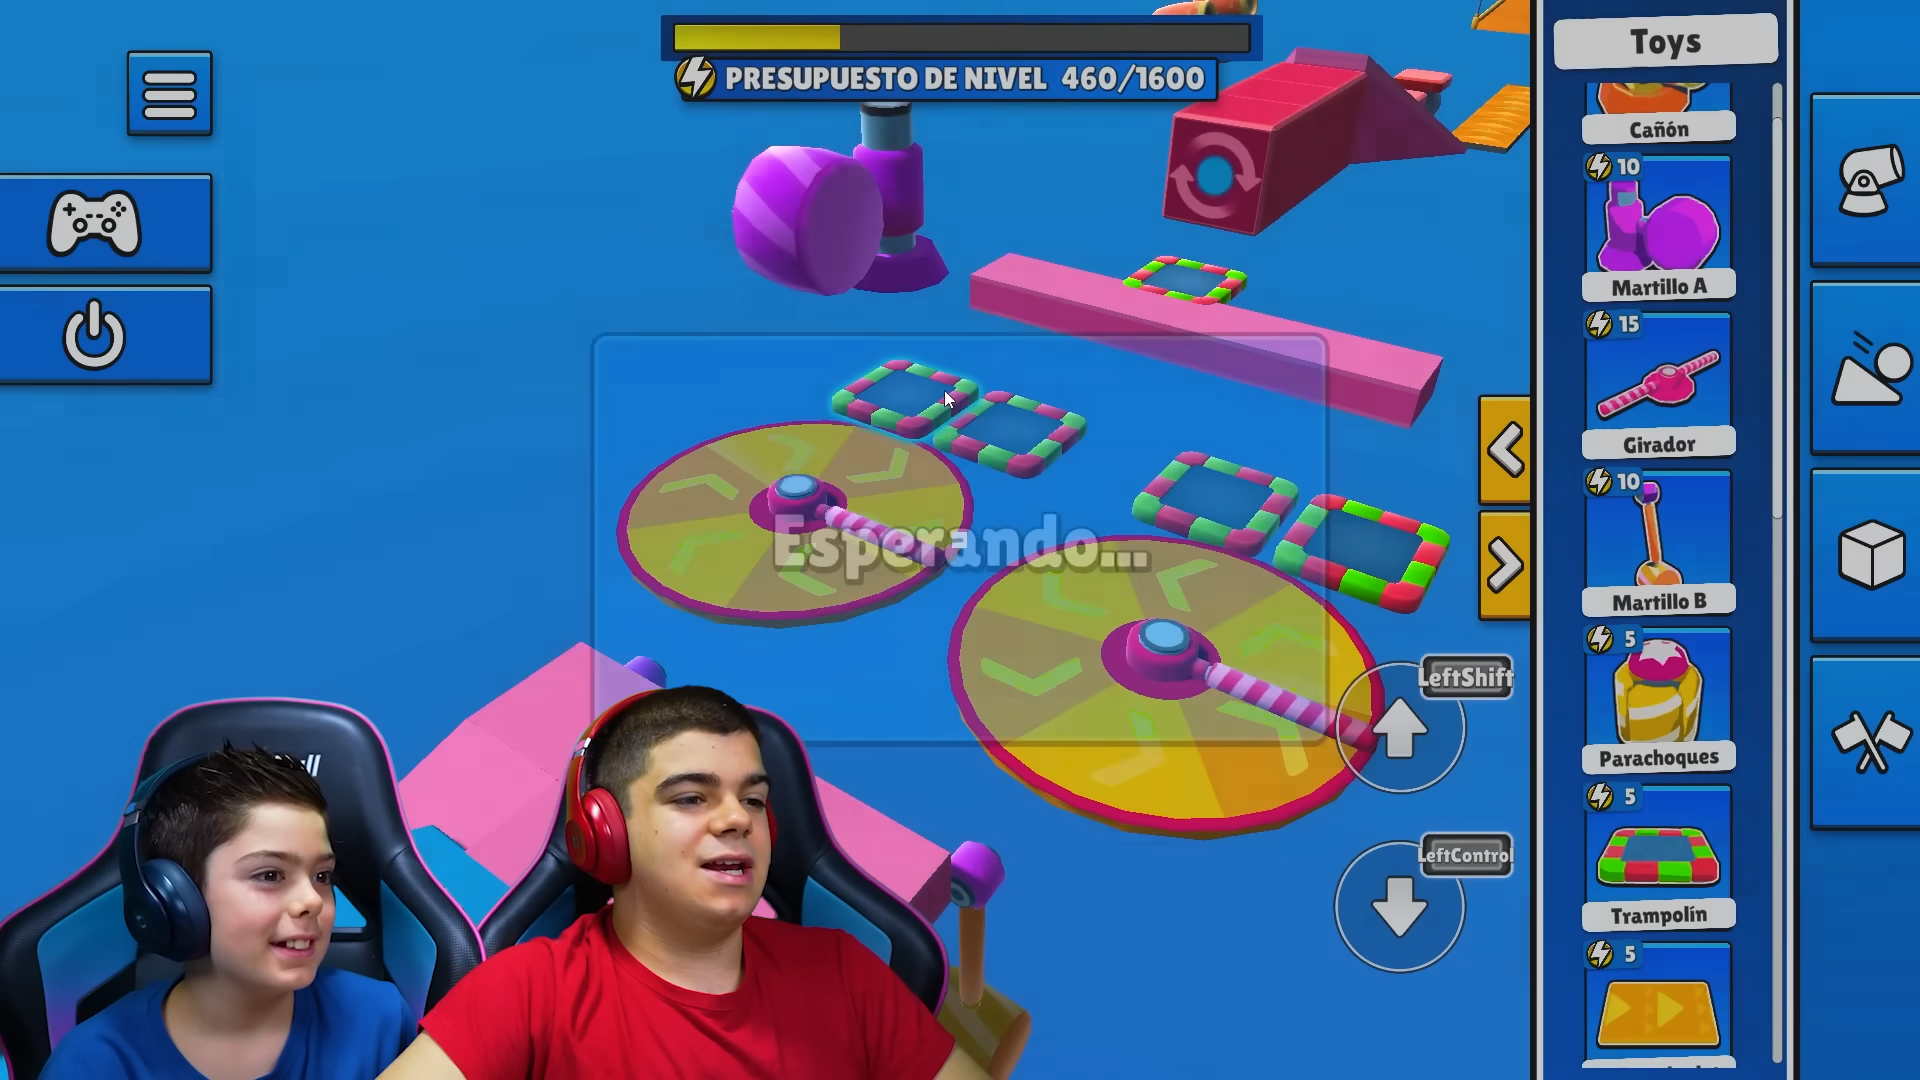 PRESUPUESTO DE NIVEL 460/1600
Toys
Cañón
10
Martillo A
15
Girador
10
Martillo B
5
Parachoques
5
Trampolín
5
Esperando...
LeftShift
LeftControl